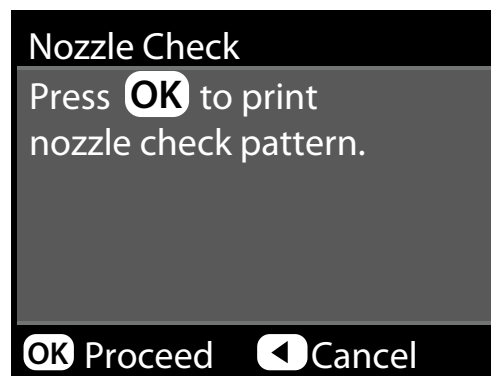 Nozzle Check
Press OK to print
nozzle check pattern.
OK Proceed Cancel